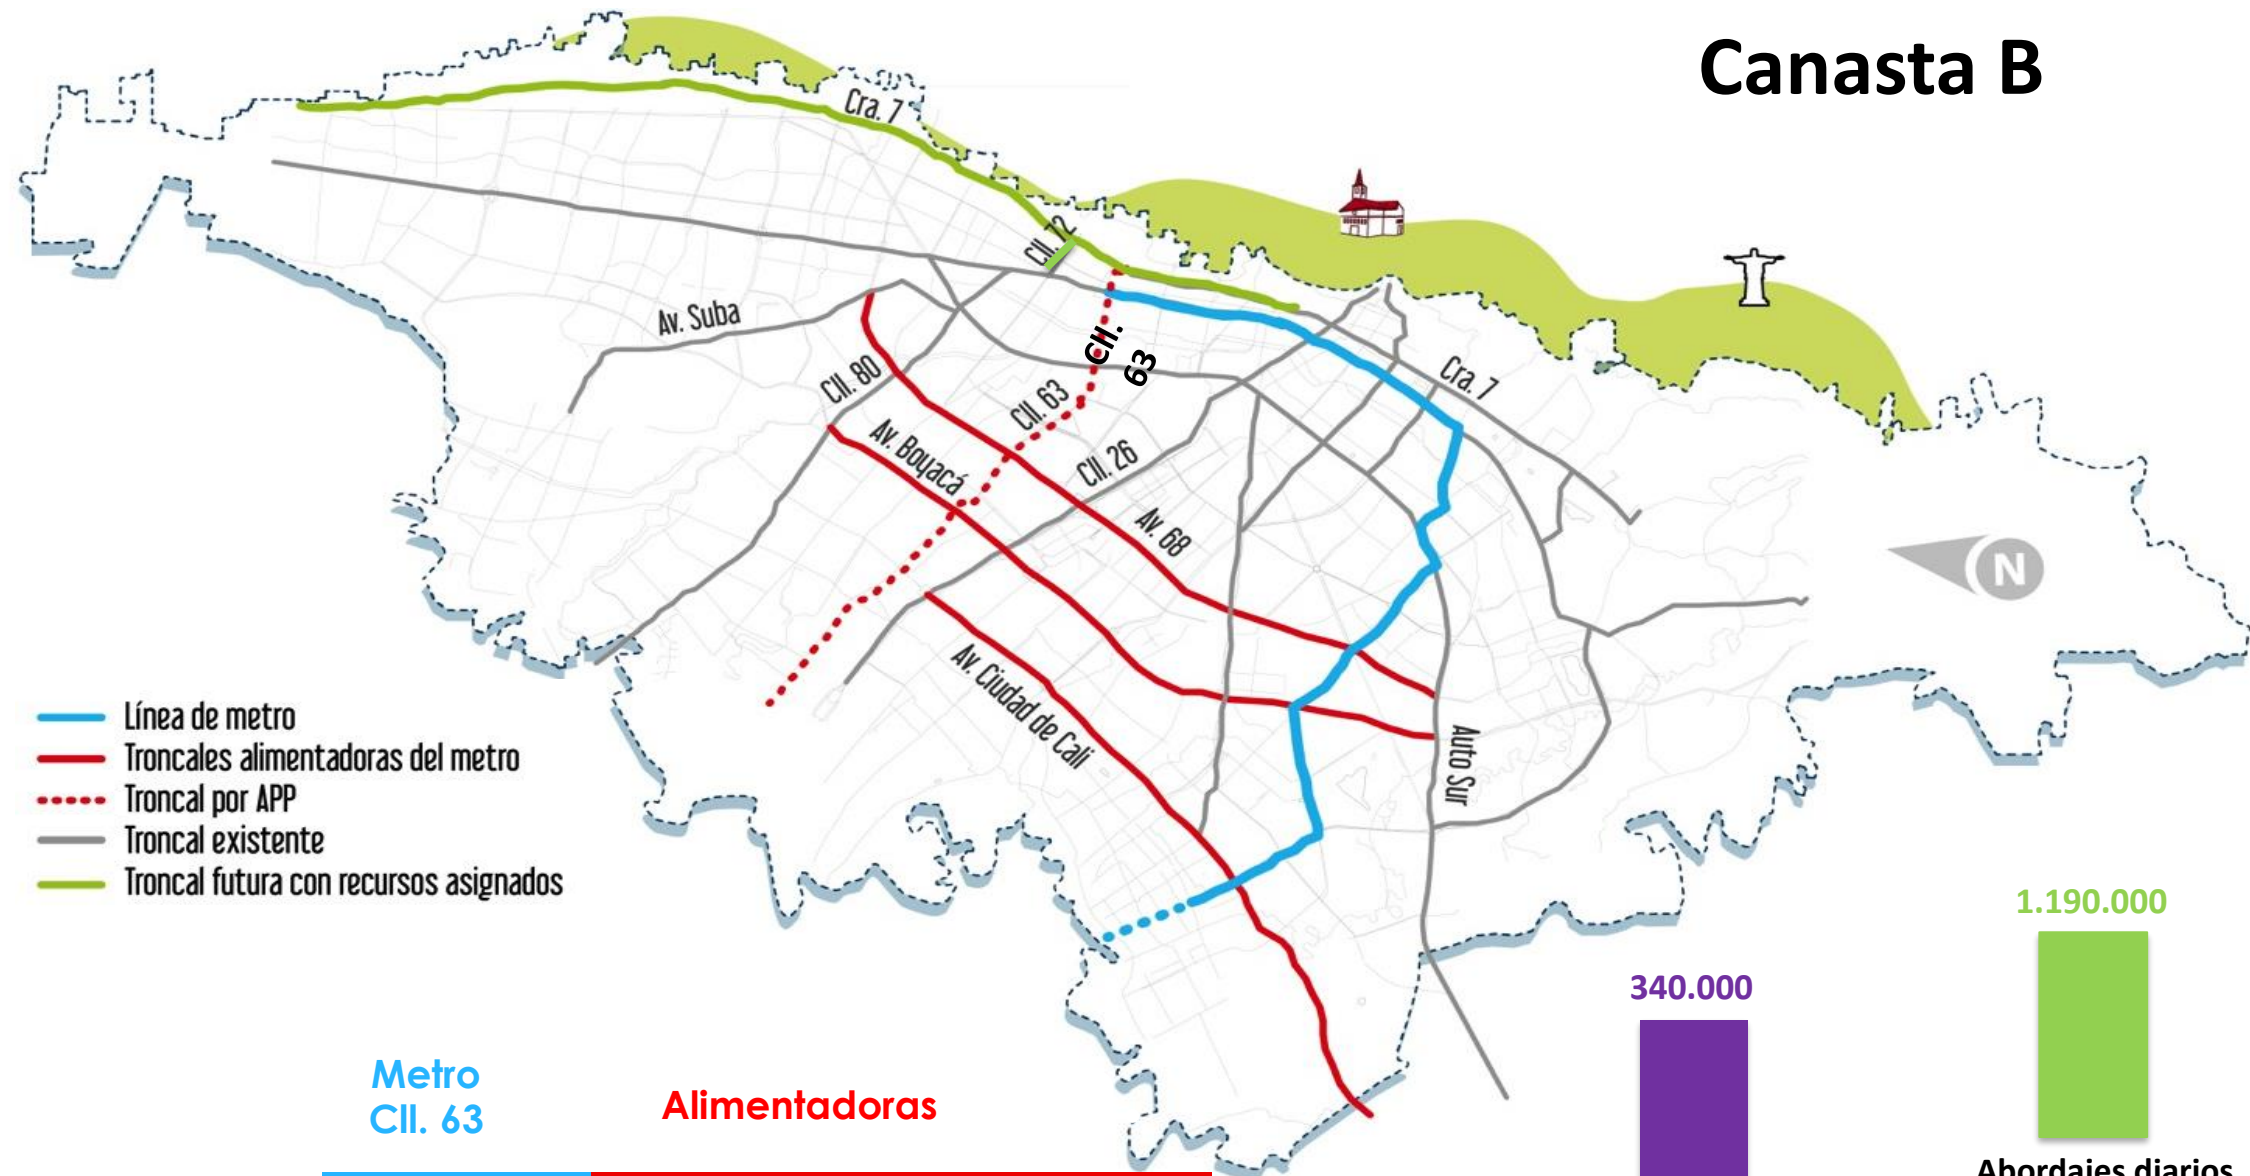 Canasta B
Cra. 7
Cll. 72
Av. Suba
Cll. 80
Cll.
63
Cll. 63
Cra. 7
Av. Boyacá
Cll. 26
Av. 68
N
Av. Ciudad de Cali
Auto Sur
Línea de metro
Troncales alimentadoras del metro
Troncal por APP
Troncal existente
Troncal futura con recursos asignados
1.190.000
340.000
Metro
Cll. 63
Alimentadoras
Abordajes diarios